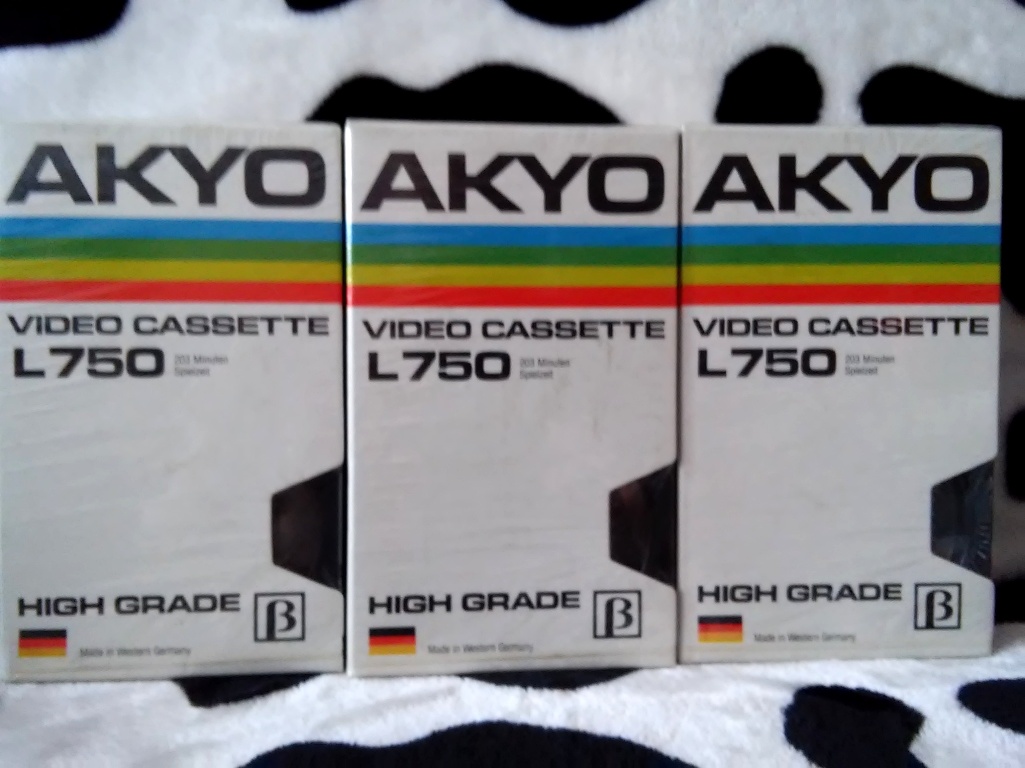 AKYO
VIDEO CASSETTE
L750 203 Minuten
Spielzeit
HIGH GRADE β
Made in Western Germany
AKYO
VIDEO CASSETTE
L750 203 Minuten
Spielzeit
HIGH GRADE β
Made in Western Germany
AKYO
VIDEO CASSETTE
L750 203 Minuten
Spielzeit
HIGH GRADE β
Made in Western Germany